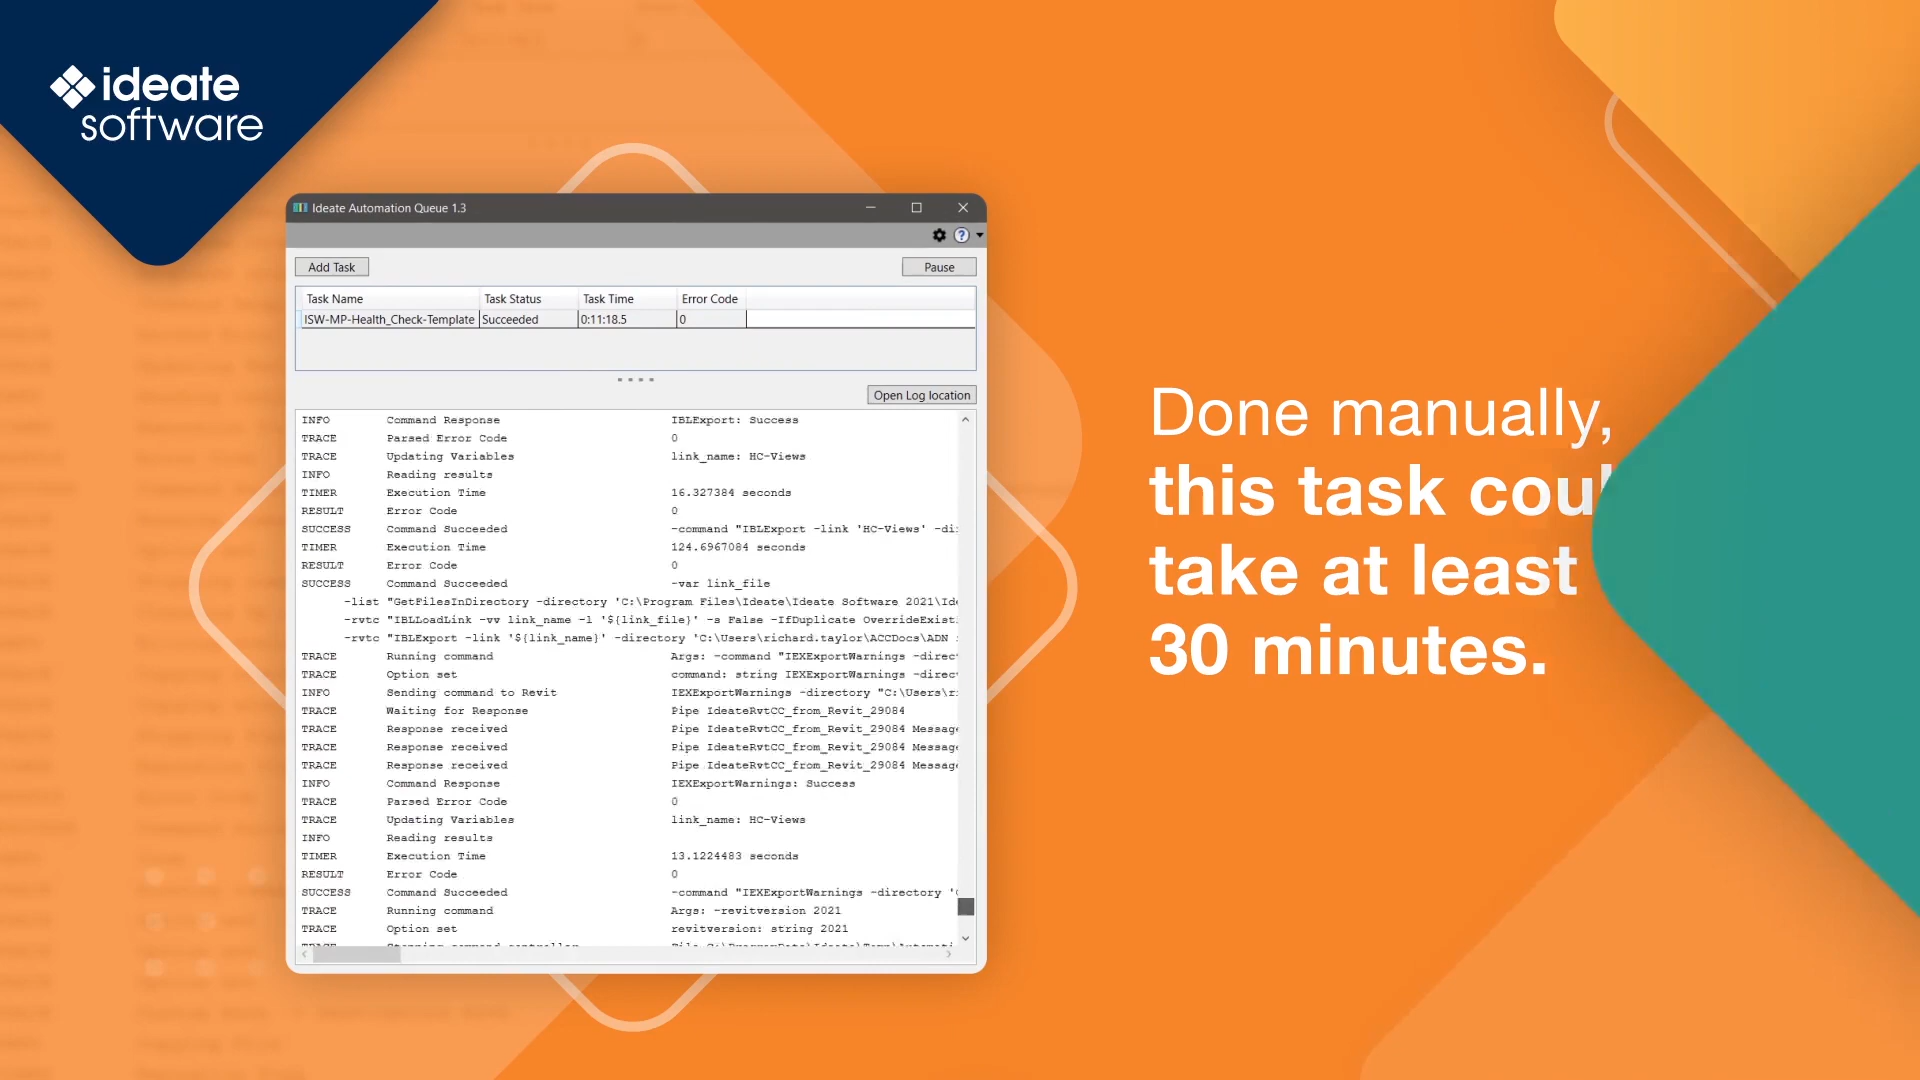 ideate
software
Ideate Automation Queue 1.3
Add Task Pause
Task Name Task Status Task Time Error Code
ISW-MP-Health_Check-Template Succeeded 0:11:18.5 0
Open Log location
INFO Command Response IBLExport: Success
TRACE Parsed Error Code 0
TRACE Updating Variables link_name: HC-Views
INFO Reading results
TIMER Execution Time 16.327384 seconds
RESULT Error Code 0
SUCCESS Command Succeeded -command "IBLExport -link 'HC-Views' -di
TIMER Execution Time 124.6967084 seconds
RESULT Error Code 0
SUCCESS Command Succeeded -var link_file
-list "GetFilesInDirectory -directory 'C:\Program Files\Ideate\Ideate Software 2021\Ide
-rvtc "IBLLoadLink -vv link_name -l '${link_file}' -s False -IfDuplicate OverrideExist
-rvtc "IBLExport -link '${link_name}' -directory 'C:\Users\richard.taylor\ACCDocs\ADN
TRACE Running command Args: -command "IEXExportWarnings -direct
TRACE Option set command: string IEXExportWarnings -direc
INFO Sending command to Revit IEXExportWarnings -directory "C:\Users\r
TRACE Waiting for Response Pipe IdeateRvtCC_from_Revit_29084
TRACE Response received Pipe IdeateRvtCC_from_Revit_29084 Message
TRACE Response received Pipe IdeateRvtCC_from_Revit_29084 Message
TRACE Response received Pipe IdeateRvtCC_from_Revit_29084 Message
INFO Command Response IEXExportWarnings: Success
TRACE Parsed Error Code 0
TRACE Updating Variables link_name: HC-Views
INFO Reading results
TIMER Execution Time 13.1224483 seconds
RESULT Error Code 0
SUCCESS Command Succeeded -command "IEXExportWarnings -directory '
TRACE Running command Args: -revitversion 2021
TRACE Option set revitversion: string 2021
Done manually,
this task cou
take at least
30 minutes.